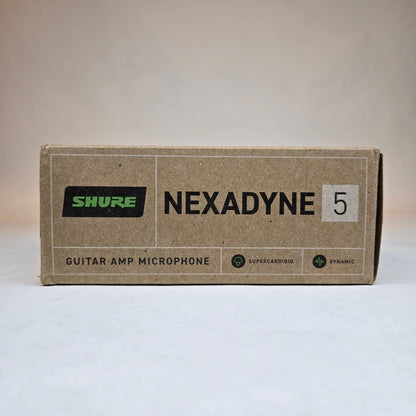 SHURE
NEXADYNE 5
GUITAR AMP MICROPHONE
SUPERCARDIOID
DYNAMIC